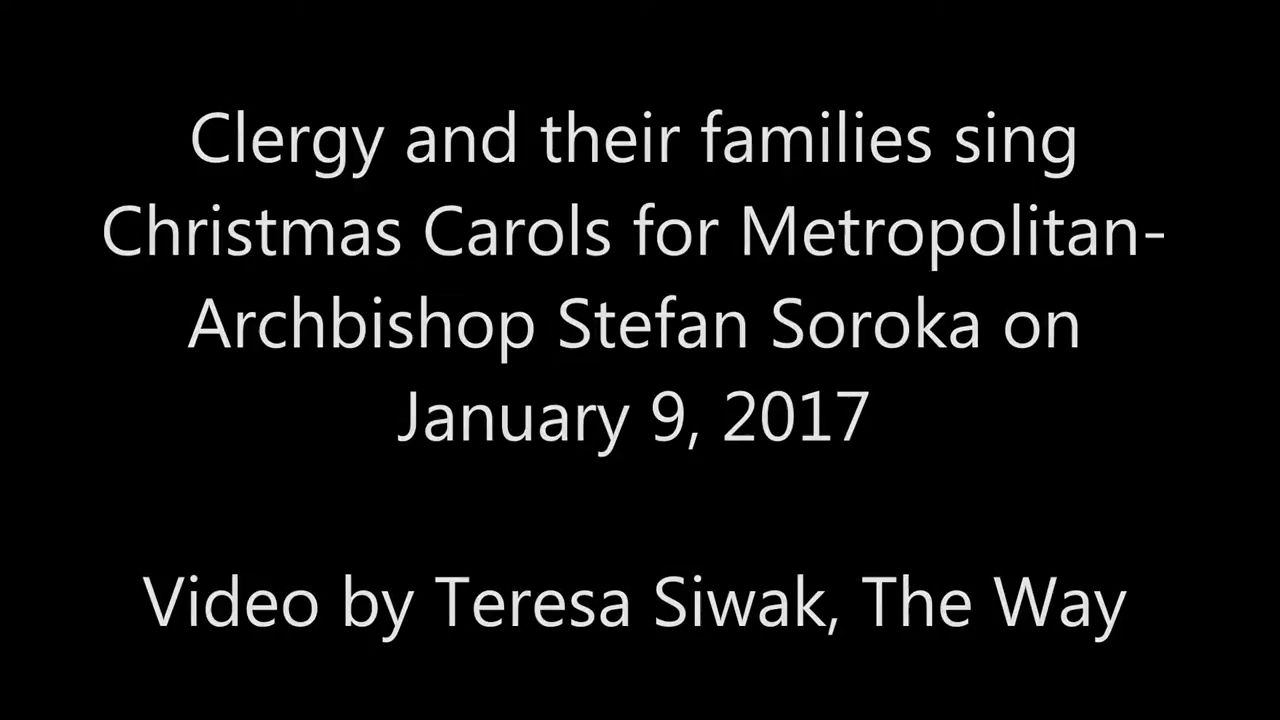 Clergy and their families sing
Christmas Carols for Metropolitan-
Archbishop Stefan Soroka on
January 9, 2017
Video by Teresa Siwak, The Way